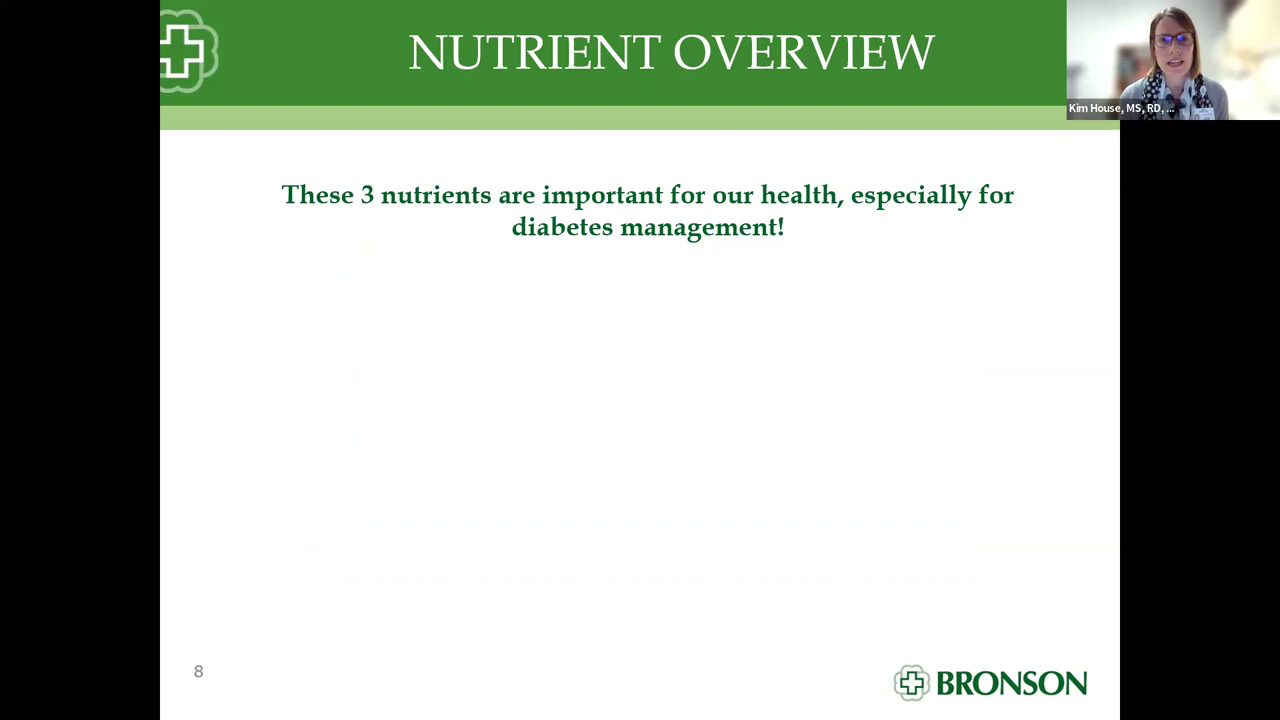 NUTRIENT OVERVIEW
Kim House, MS, RD, ...
These 3 nutrients are important for our health, especially for
diabetes management!
8
BRONSON